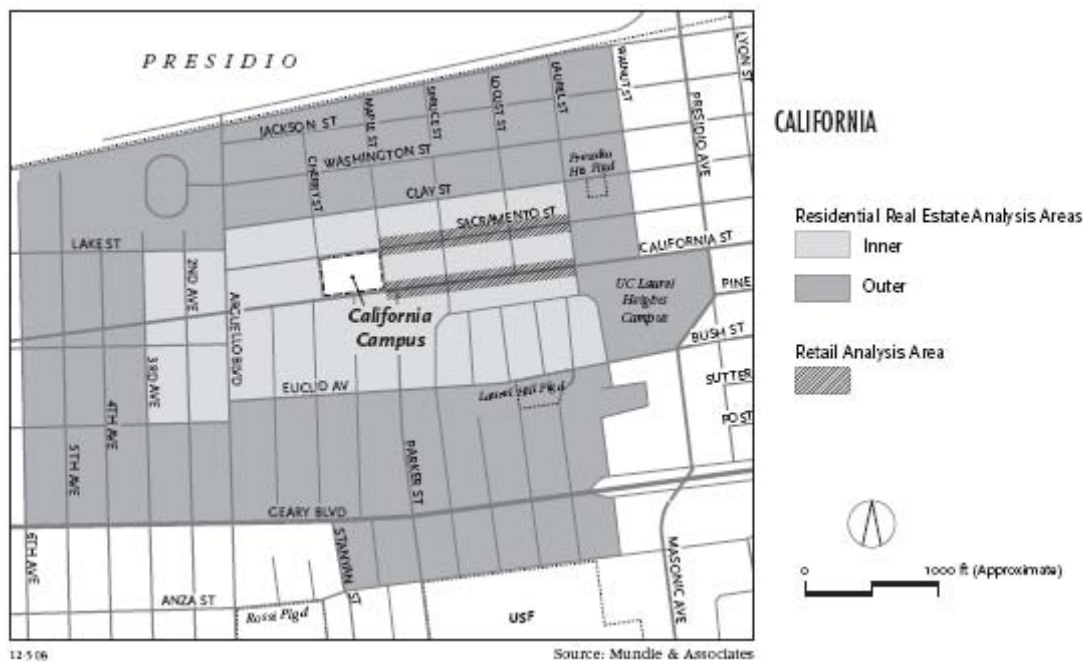 PRESIDIO
JACKSON ST
MAPLE ST
SPRUCE ST
LOCUST ST
LAUREL ST
WALNUT ST
PRESIDIO AVE
LYON ST
WASHINGTON ST
CHERRY ST
CLAY ST
Presidio
Hts Plgd
SACRAMENTO ST
LAKE ST
CALIFORNIA ST
2ND AVE
ARGUELLO BLVD
California
Campus
UC Laurel
Heights
Campus
PINE
BUSH ST
3RD AVE
EUCLID AV
Laurel Hill Plgd
SUTTER
POST
4TH AVE
5TH AVE
PARKER ST
GEARY BLVD
6TH AVE
STANYAN ST
MASONIC AVE
ANZA ST
Rossi Plgd
USF
12-5-08
Source: Mundie & Associates
CALIFORNIA
Residential Real Estate Analysis Areas
Inner
Outer
Retail Analysis Area
0
1000 ft (Approximate)